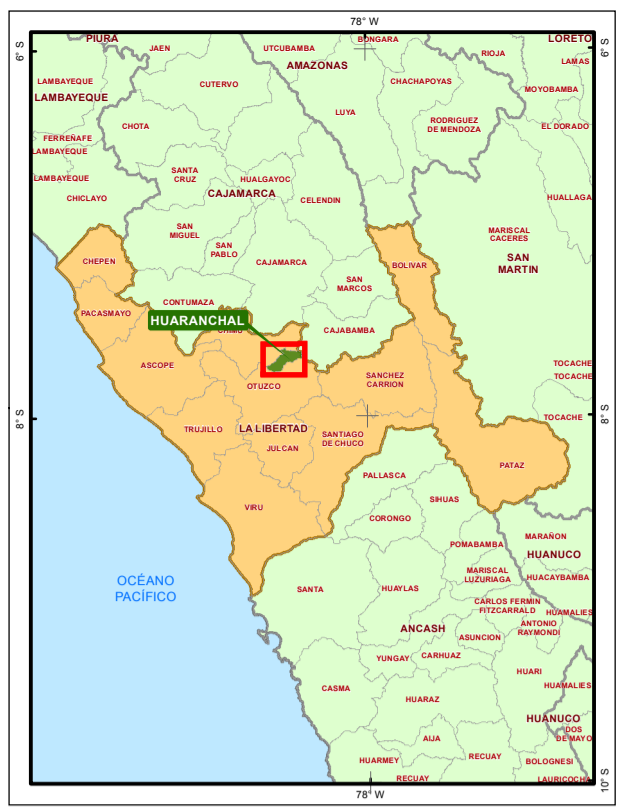 78° W
6° S
6° S
PIURA
JAEN
UTCUBAMBA
BONGARA
LORETO
RIOJA
LAMAS
AMAZONAS
LAMBAYEQUE
CUTERVO
CHACHAPOYAS
MOYOBAMBA
LAMBAYEQUE
LUYA
CHOTA
RODRIGUEZ
DE MENDOZA
EL DORADO
FERREÑAFE
LAMBAYEQUE
SANTA
CRUZ
HUALGAYOC
LAMBAYEQUE
CHICLAYO
CAJAMARCA
CELENDIN
HUALLAGA
SAN
MIGUEL
SAN
PABLO
MARISCAL
CACERES
CHEPEN
CAJAMARCA
BOLIVAR
SAN
MARTIN
SAN
MARCOS
CONTUMAZA
PACASMAYO
HUARANCHAL
CAJABAMBA
ASCOPE
TOCACHE
TOCACHE
SANCHEZ
CARRION
OTUZCO
8° S
8° S
TOCACHE
TRUJILLO
LA LIBERTAD
SANTIAGO
DE CHUCO
JULCAN
PATAZ
PALLASCA
VIRU
SIHUAS
CORONGO
MARAÑON
POMABAMBA
HUANUCO
OCÉANO
PACÍFICO
SANTA
HUAYLAS
MARISCAL
LUZURIAGA
HUACAYBAMBA
CARLOS FERMIN
FITZCARRALD
HUAMALIES
ANCASH
ANTONIO
RAYMONDI
ASUNCION
YUNGAY
CARHUAZ
HUARI
CASMA
HUAMALIES
HUARAZ
HUANUCO
DOS
DE MAYO
AIJA
HUARMEY
RECUAY
BOLOGNESI
RECUAY
LAURICOCHA
10° S
78° W